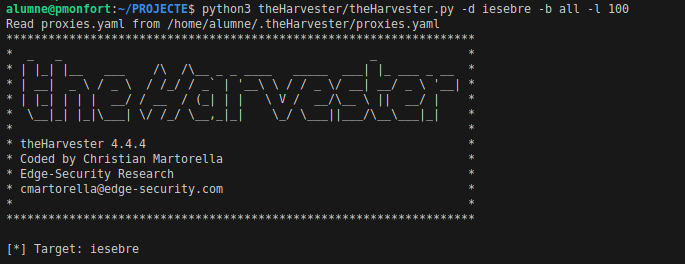 alumne@pmonfort:~/PROJECTE$ python3 theHarvester/theHarvester.py -d iesebre -b all -l 100
Read proxies.yaml from /home/alumne/.theHarvester/proxies.yaml
*******************************************************************
*  _   _                                            _             *
* | |_| |__   ___    /\  /\__ _ _ ____   _____  ___| |_ ___ _ __  *
* | __|  _ \ / _ \  / /_/ / _` | '__\ \ / / _ \/ __| __/ _ \ '__| *
* | |_| | | |  __/ / __  / (_| | |   \ V /  __/\__ \ ||  __/ |    *
*  \__|_| |_|\___| \/ /_/ \__,_|_|    \_/ \___||___/\__\___|_|    *
*                                                                 *
* theHarvester 4.4.4                                              *
* Coded by Christian Martorella                                   *
* Edge-Security Research                                          *
* cmartorella@edge-security.com                                   *
*                                                                 *
*******************************************************************
[*] Target: iesebre